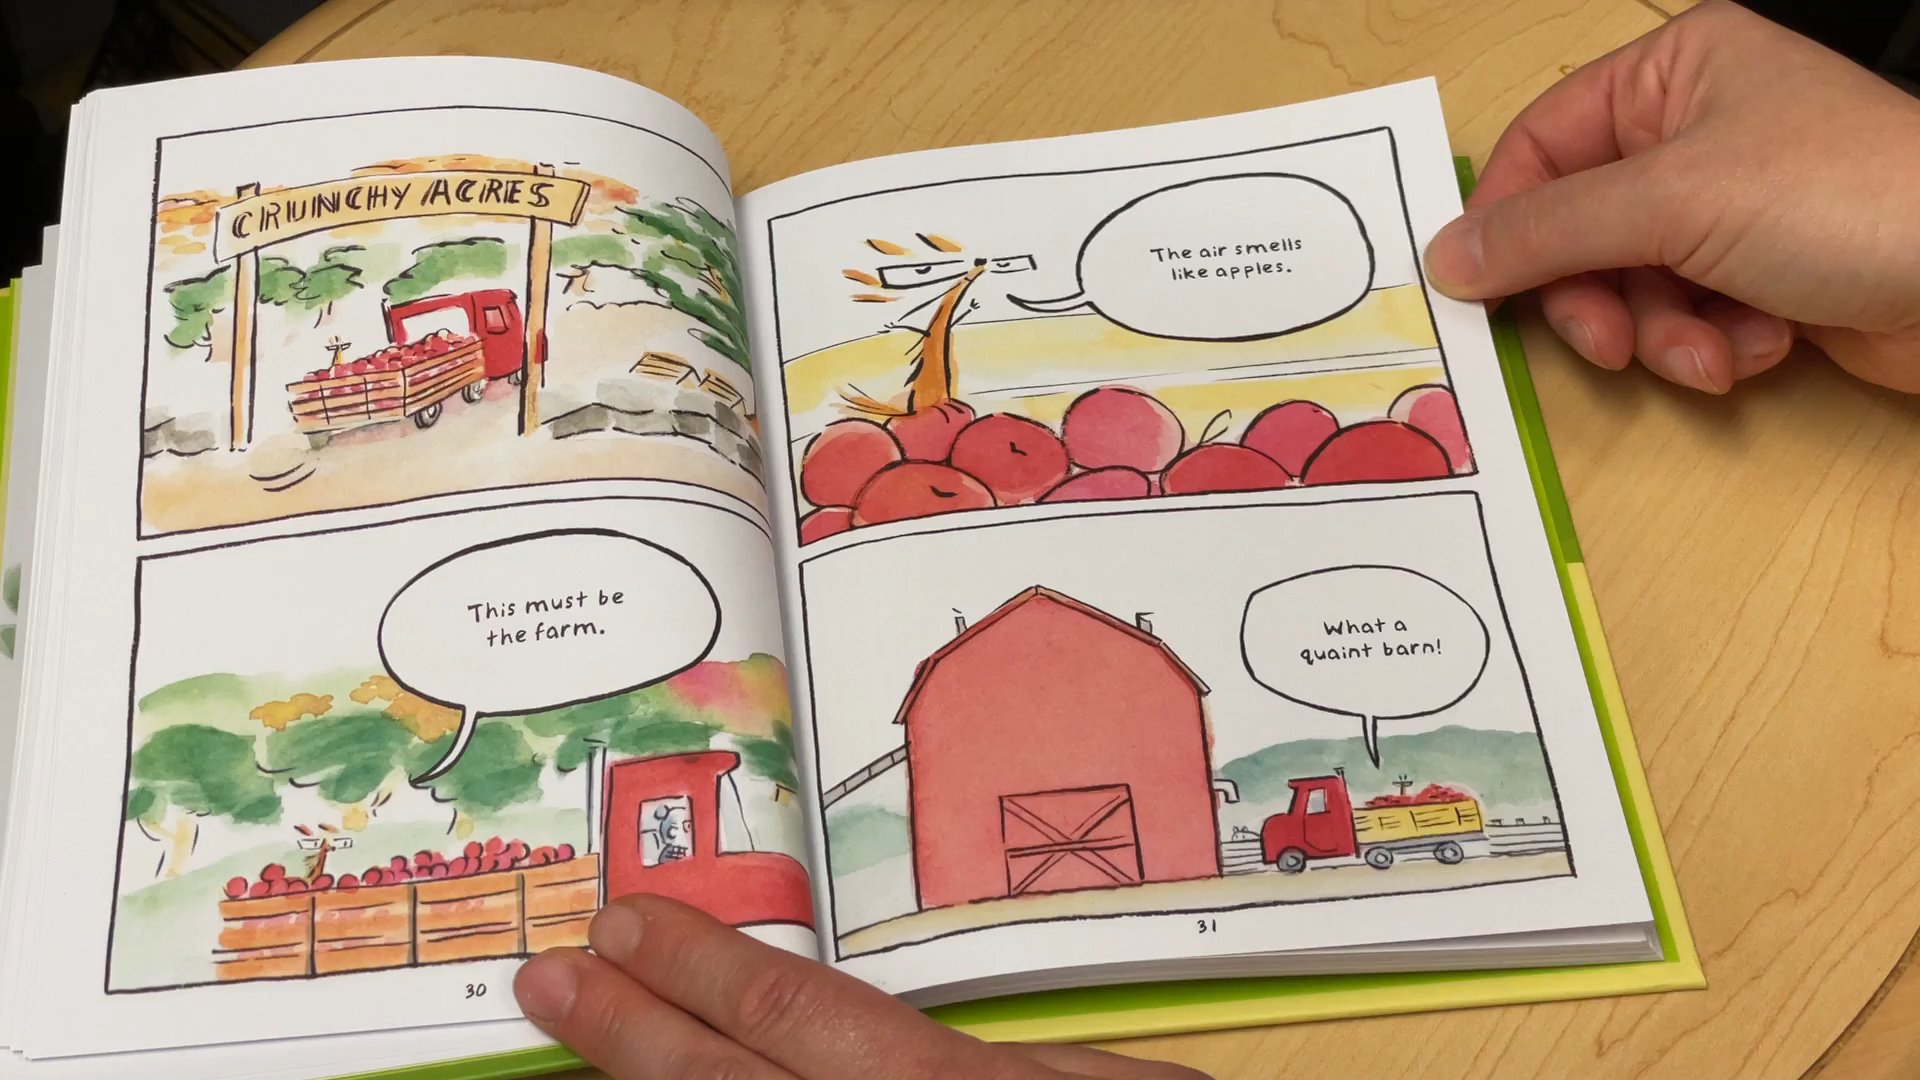 CRUNCHY ACRES
This must be
the farm.
30
The air smells
like apples.
What a
quaint barn!
31